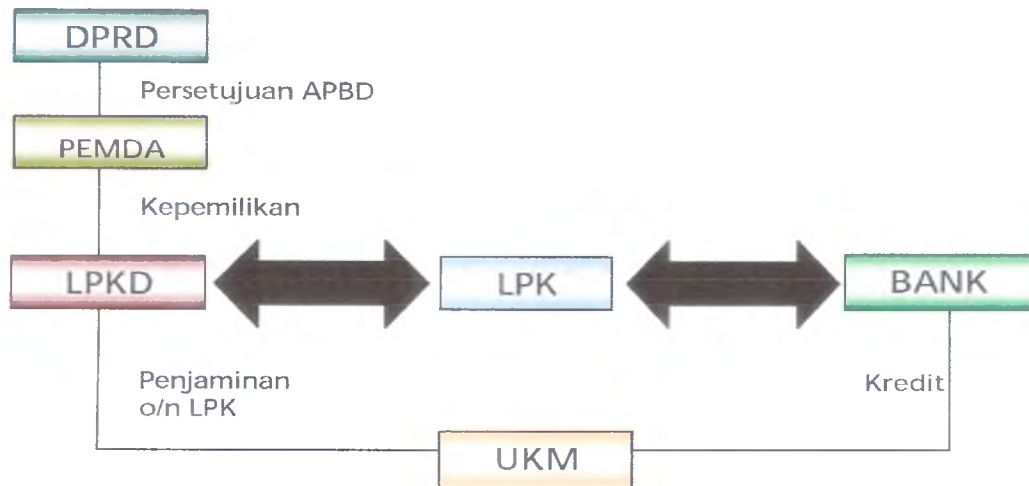 DPRD
Persetujuan APBD
PEMDA
Kepemilikan
LPKD
LPK
BANK
Penjaminan
o/n LPK
Kredit
UKM